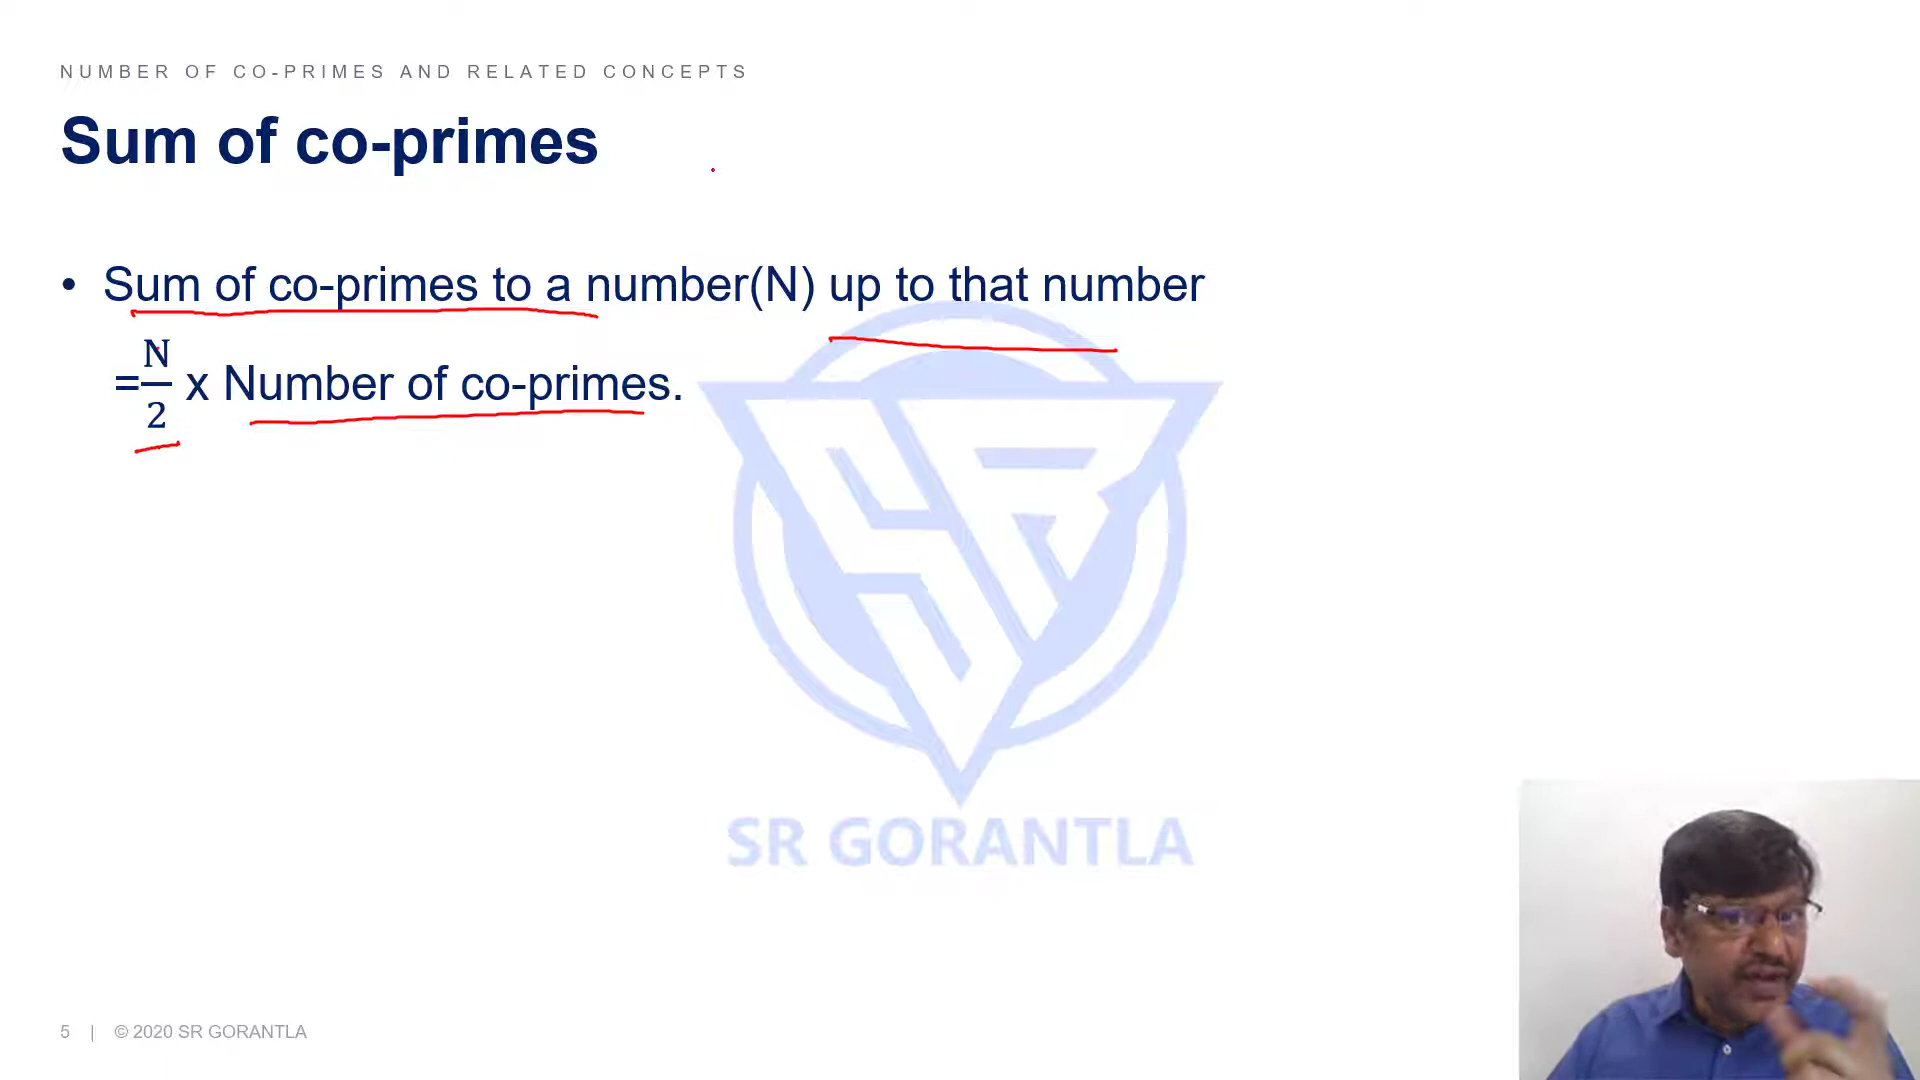 NUMBER OF CO-PRIMES AND RELATED CONCEPTS
Sum of co-primes
• Sum of co-primes to a number(N) up to that number
=N/2 x Number of co-primes.
SR
SR GORANTLA
5 | © 2020 SR GORANTLA